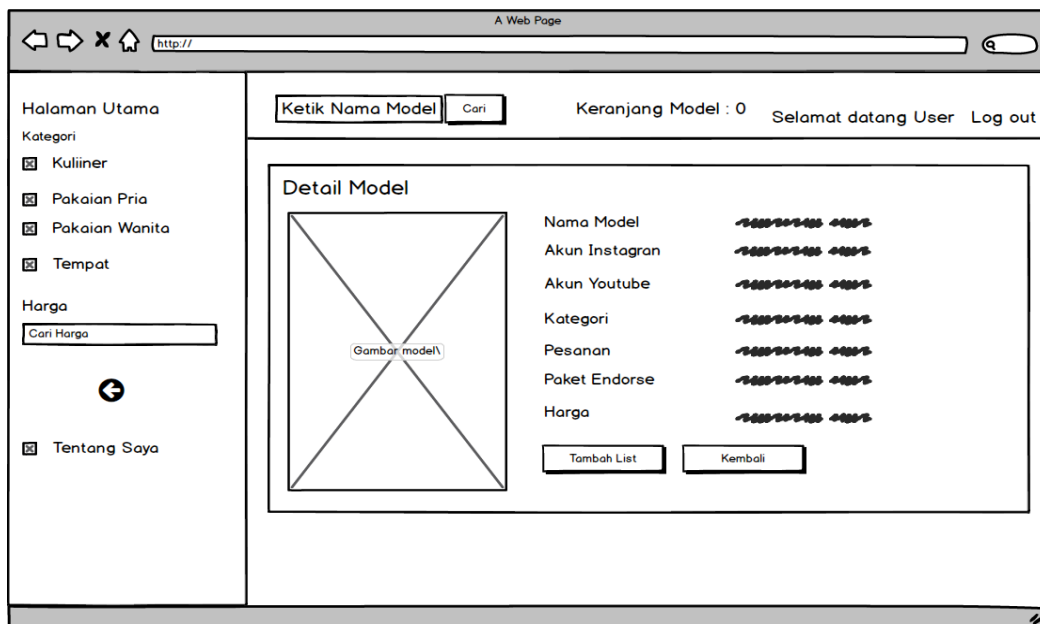 A Web Page
http://
Halaman Utama
Kategori
Kuliiner
Pakaian Pria
Pakaian Wanita
Tempat
Harga
Cari Harga
Tentang Saya
Ketik Nama Model
Cari
Keranjang Model : 0
Selamat datang User
Log out
Detail Model
Gambar model\
Nama Model
Akun Instagran
Akun Youtube
Kategori
Pesanan
Paket Endorse
Harga
Tambah List
Kembali